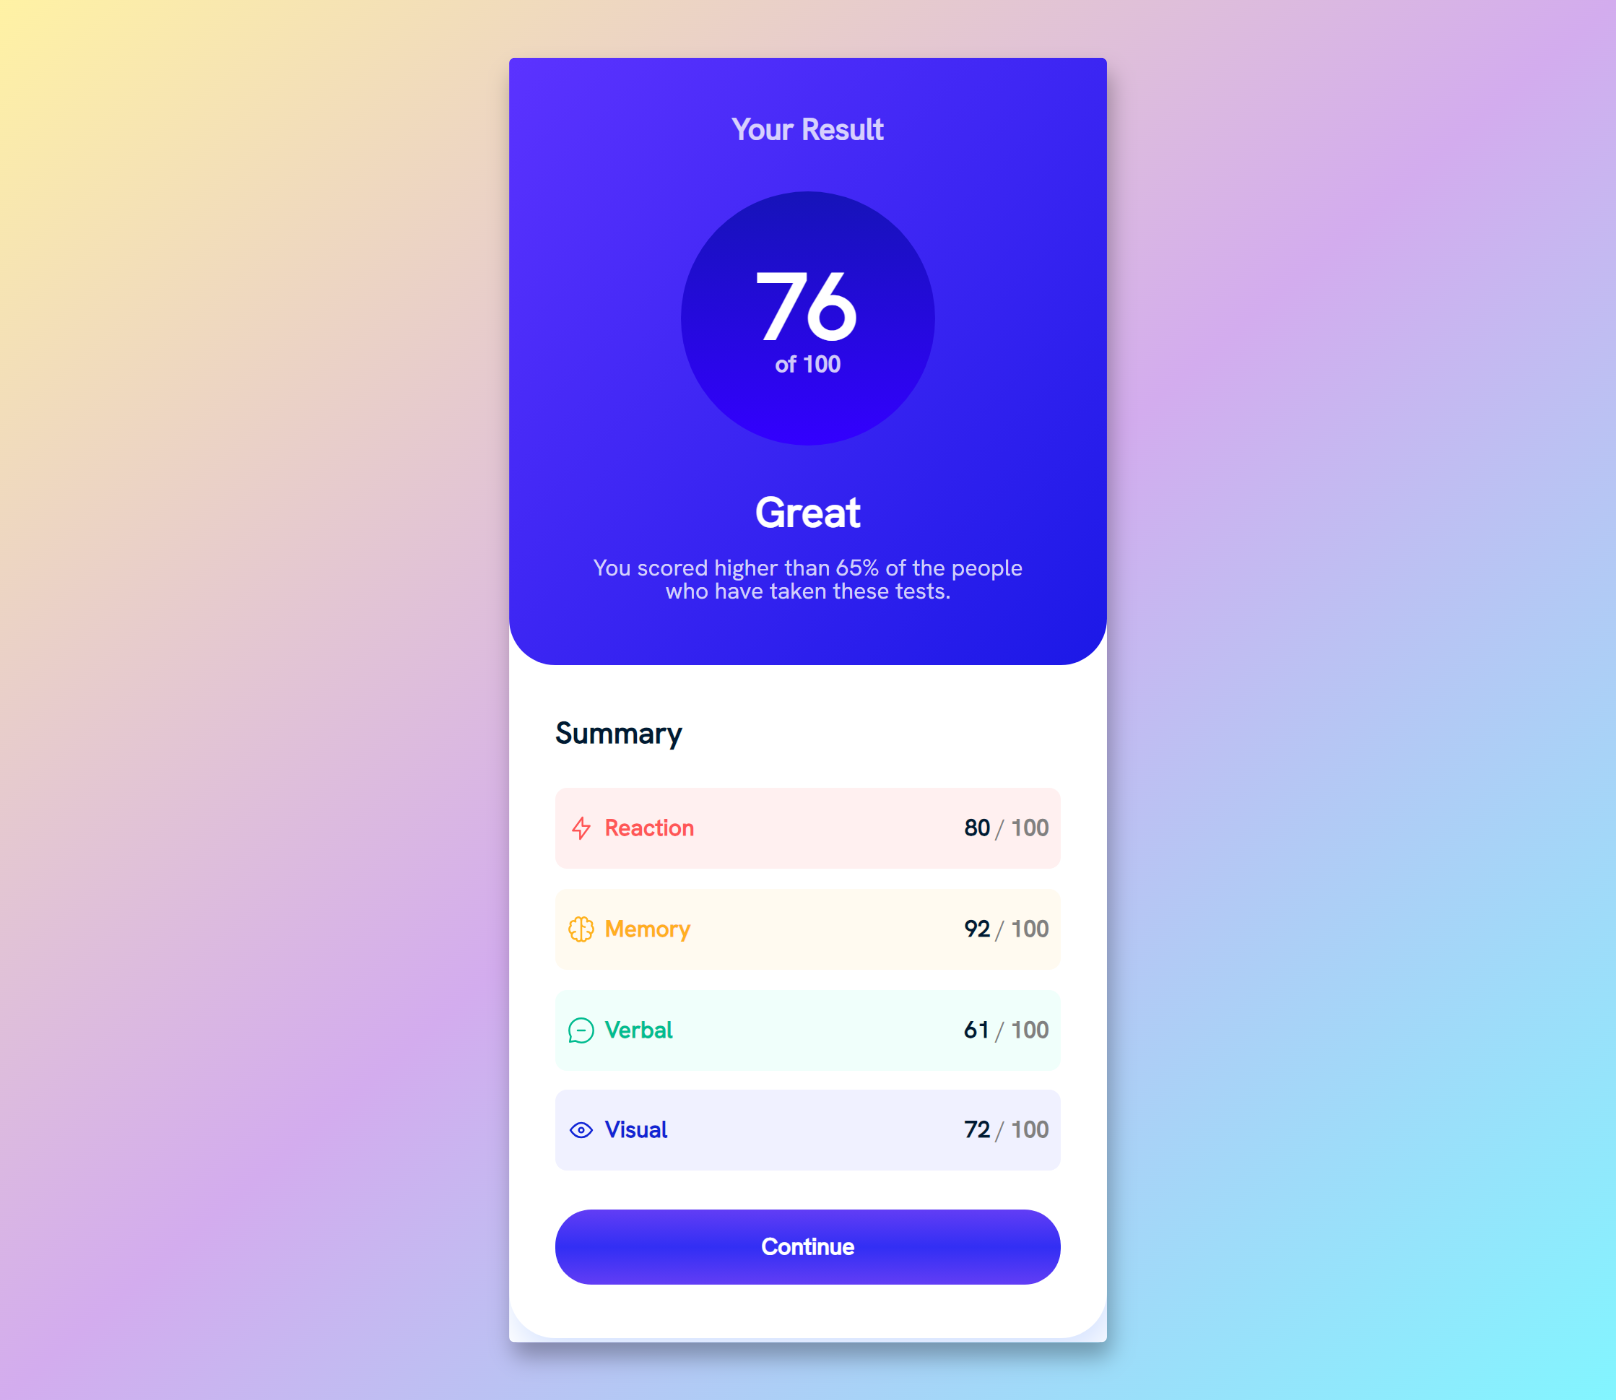 Your Result
76
of 100
Great
You scored higher than 65% of the people
who have taken these tests.
Summary
Reaction 80 / 100
Memory 92 / 100
Verbal 61 / 100
Visual 72 / 100
Continue